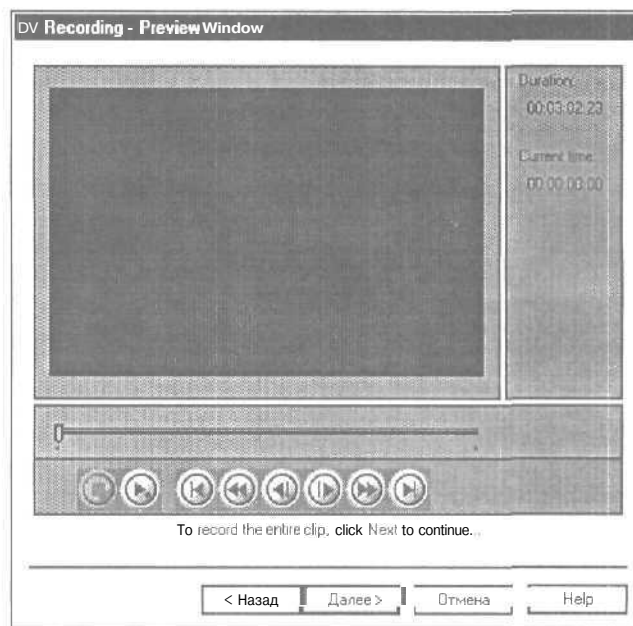 DV Recording - Preview Window
Duration:
00:03:02:23
Current time:
00:00:00:00
To record the entire clip, click Next to continue...
< Назад
Далее >
Отмена
Help